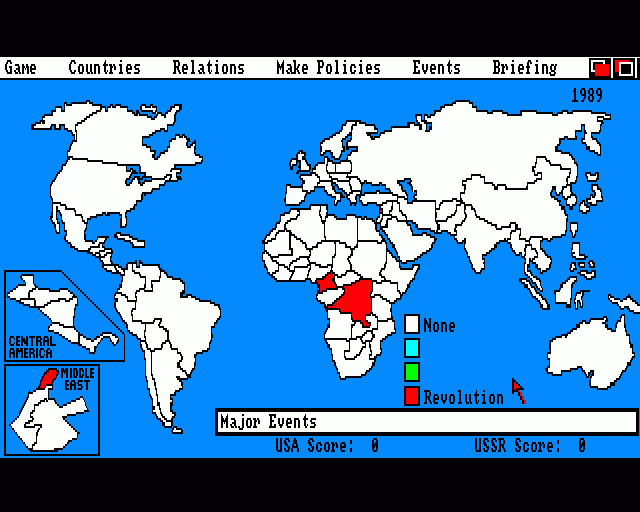 Game Countries Relations Make Policies Events Briefing
1989
None
CENTRAL
AMERICA
MIDDLE
EAST
Revolution
Major Events
USA Score: 0 USSR Score: 0